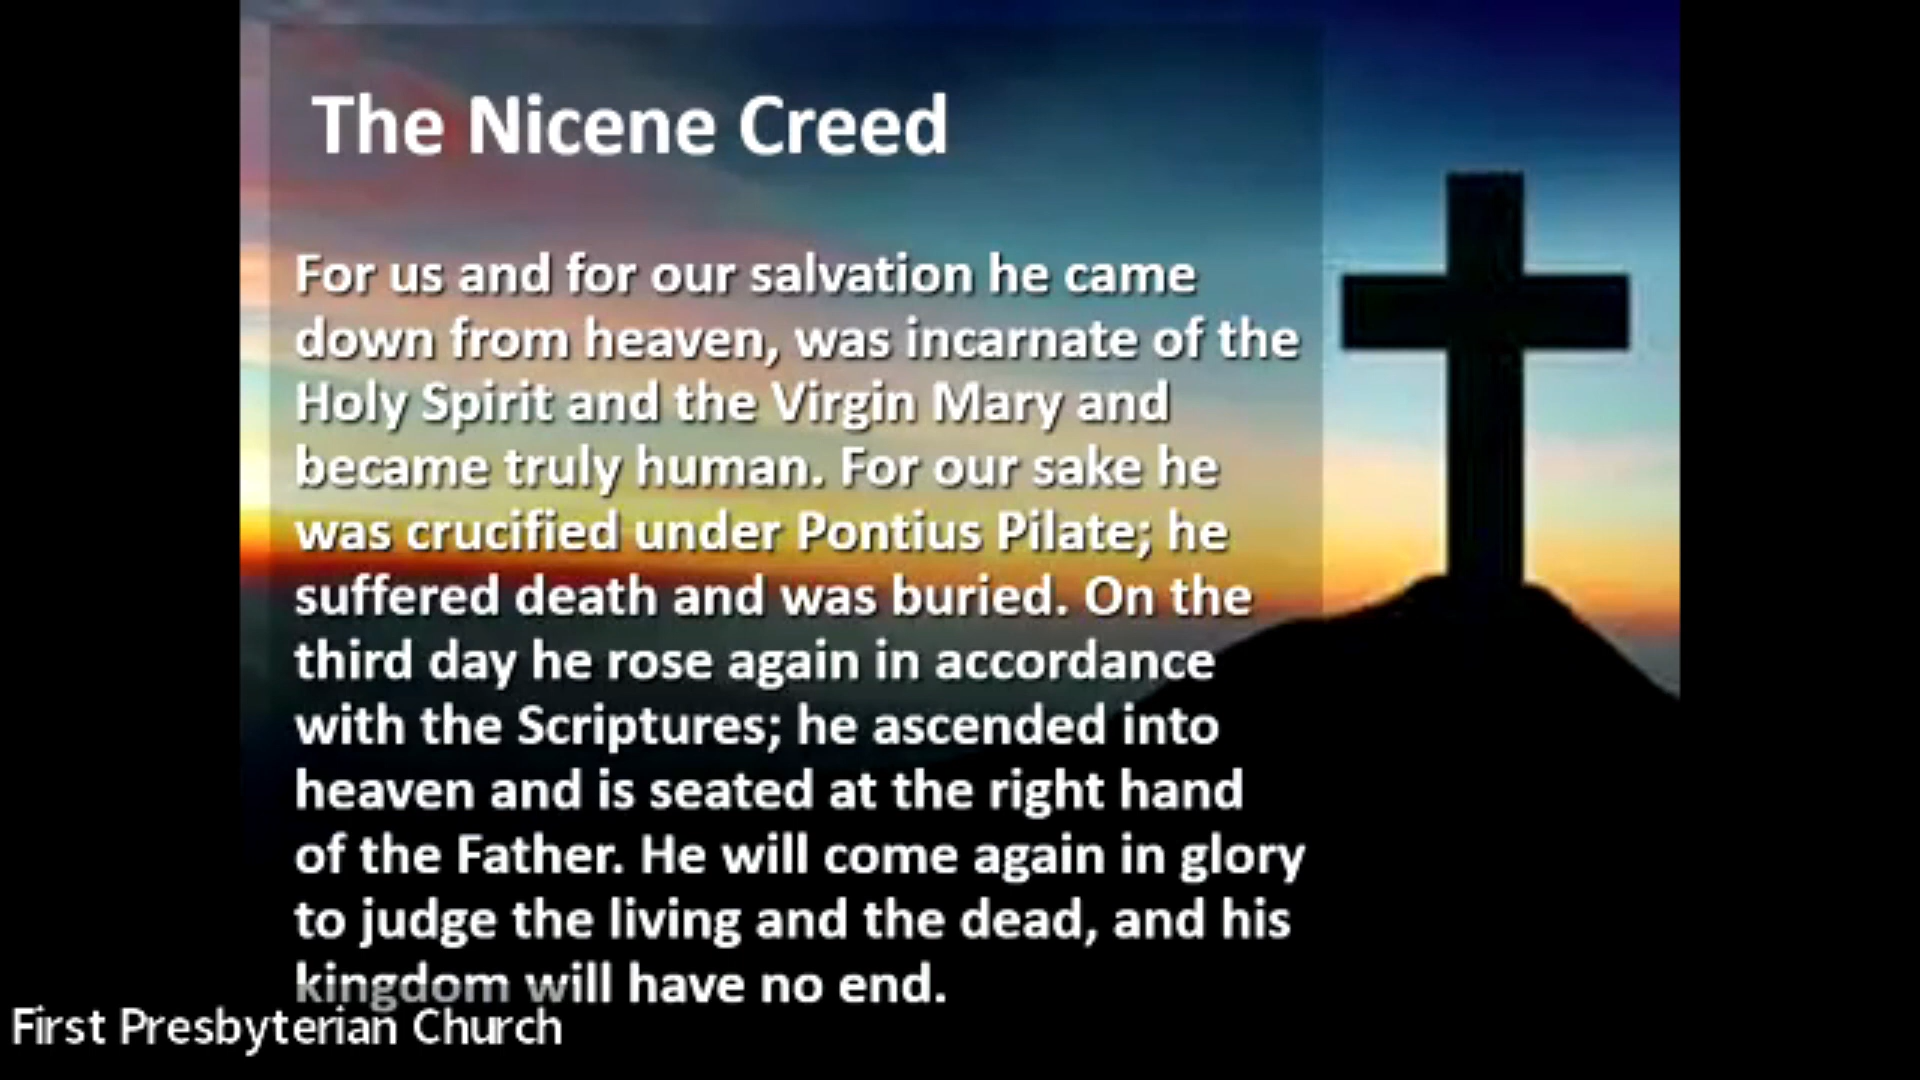 The Nicene Creed
For us and for our salvation he came
down from heaven, was incarnate of the
Holy Spirit and the Virgin Mary and
became truly human. For our sake he
was crucified under Pontius Pilate; he
suffered death and was buried. On the
third day he rose again in accordance
with the Scriptures; he ascended into
heaven and is seated at the right hand
of the Father. He will come again in glory
to judge the living and the dead, and his
kingdom will have no end.
First Presbyterian Church